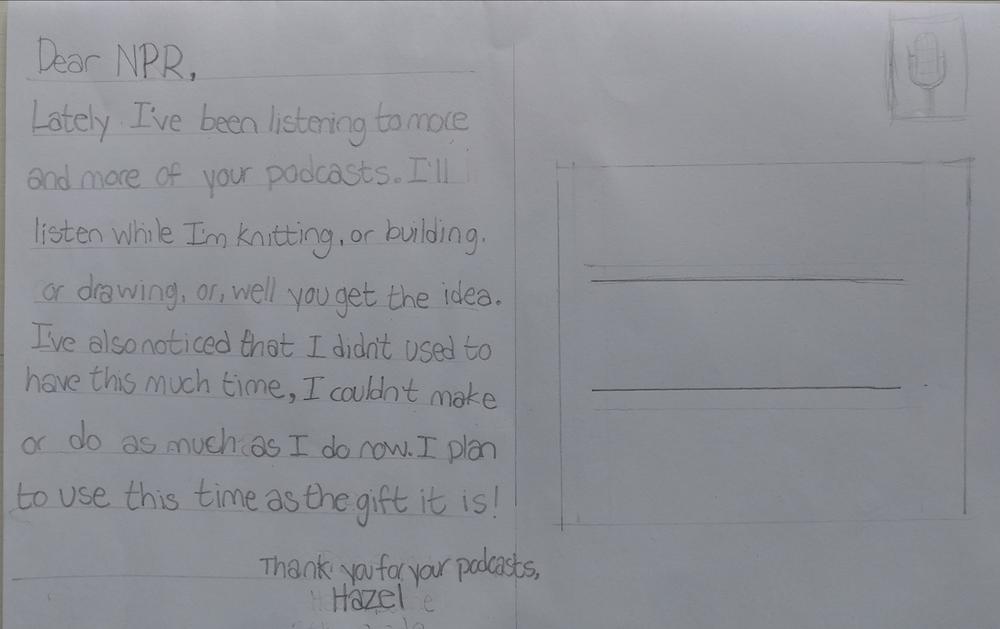 Dear NPR,
Lately I've been listening to more
and more of your podcasts. I'll
listen while I'm knitting, or building,
or drawing, or, well you get the idea.
I've also noticed that I didn't used to
have this much time, I couldn't make
or do as much as I do now. I plan
to use this time as the gift it is!
Thank you for your podcasts,
Hazel